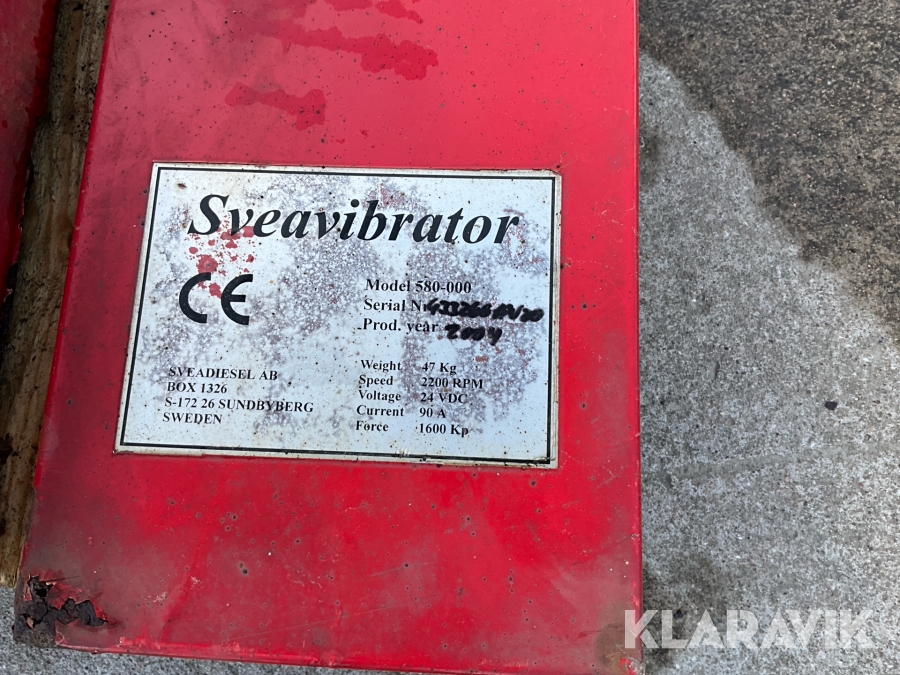 Sveavibrator
CE
Model 580-000
Serial Nr
Prod. year 2004
SVEADIESEL AB
BOX 1326
S-172 26 SUNDBYBERG
SWEDEN
Weight 47 Kg
Speed 2200 RPM
Voltage 24 VDC
Current 90 A
Force 1600 Kp
KLARAVIK